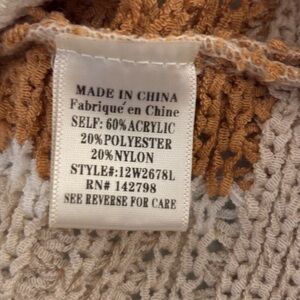 MADE IN CHINA
Fabriqué en Chine
SELF: 60%ACRYLIC
20%POLYESTER
20%NYLON
STYLE#:12W2678L
RN# 142798
SEE REVERSE FOR CARE